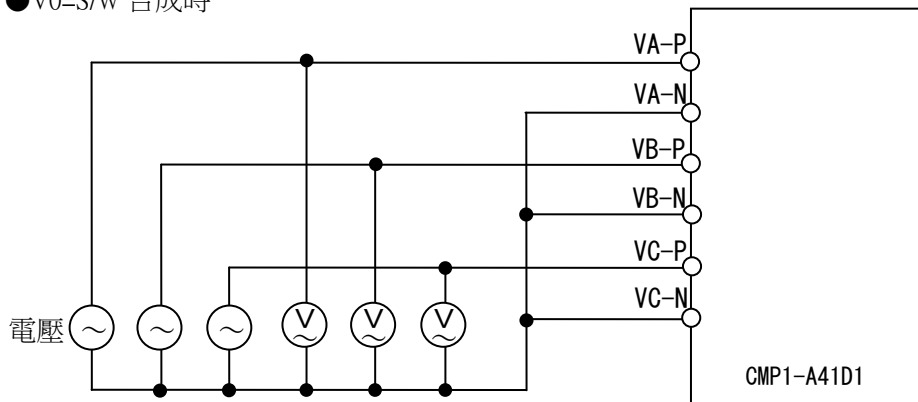 ●V0=S/W 合成時
VA-P
VA-N
VB-P
VB-N
VC-P
VC-N
電壓 ~ ~ ~ V~ V~ V~
CMP1-A41D1